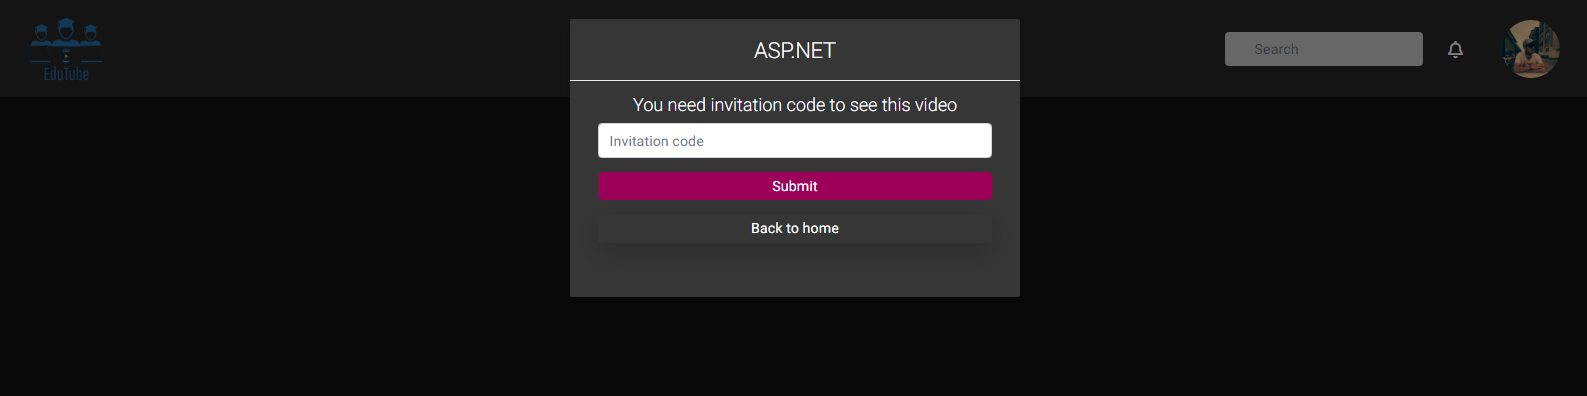 EduTube
ASP.NET
Search
You need invitation code to see this video
Invitation code
Submit
Back to home